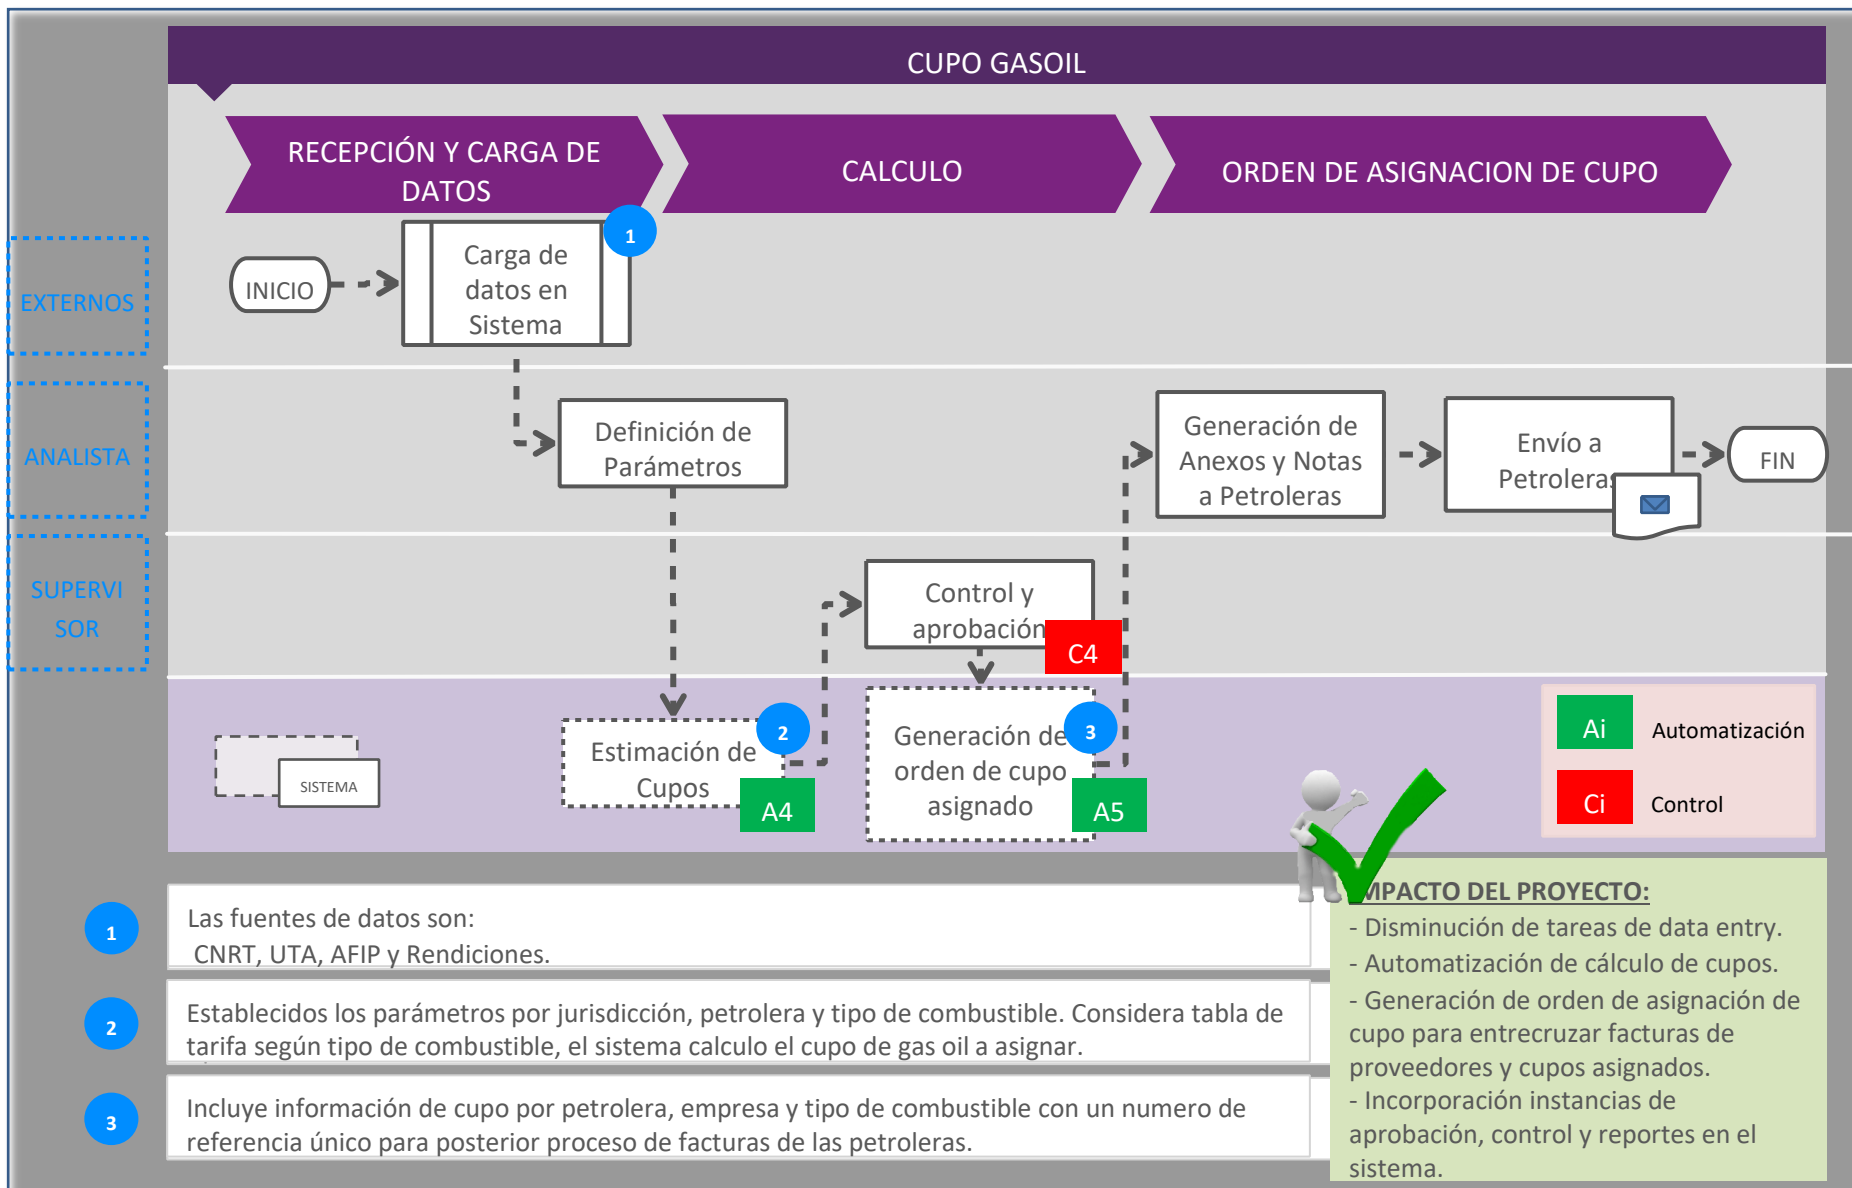 CUPO GASOIL
RECEPCIÓN Y CARGA DE
DATOS
CALCULO
ORDEN DE ASIGNACION DE CUPO
EXTERNOS
INICIO
Carga de
datos en
Sistema
1
ANALISTA
Definición de
Parámetros
Generación de
Anexos y Notas
a Petroleras
Envío a
Petroleras
FIN
SUPERVI
SOR
Control y
aprobación
C4
SISTEMA
Estimación de
Cupos
2
A4
Generación de
orden de cupo
asignado
3
A5
Ai Automatización
Ci Control
1
Las fuentes de datos son:
CNRT, UTA, AFIP y Rendiciones.
2
Establecidos los parámetros por jurisdicción, petrolera y tipo de combustible. Considera tabla de
tarifa según tipo de combustible, el sistema calculo el cupo de gas oil a asignar.
3
Incluye información de cupo por petrolera, empresa y tipo de combustible con un numero de
referencia único para posterior proceso de facturas de las petroleras.
IMPACTO DEL PROYECTO:
- Disminución de tareas de data entry.
- Automatización de cálculo de cupos.
- Generación de orden de asignación de
cupo para entrecruzar facturas de
proveedores y cupos asignados.
- Incorporación instancias de
aprobación, control y reportes en el
sistema.